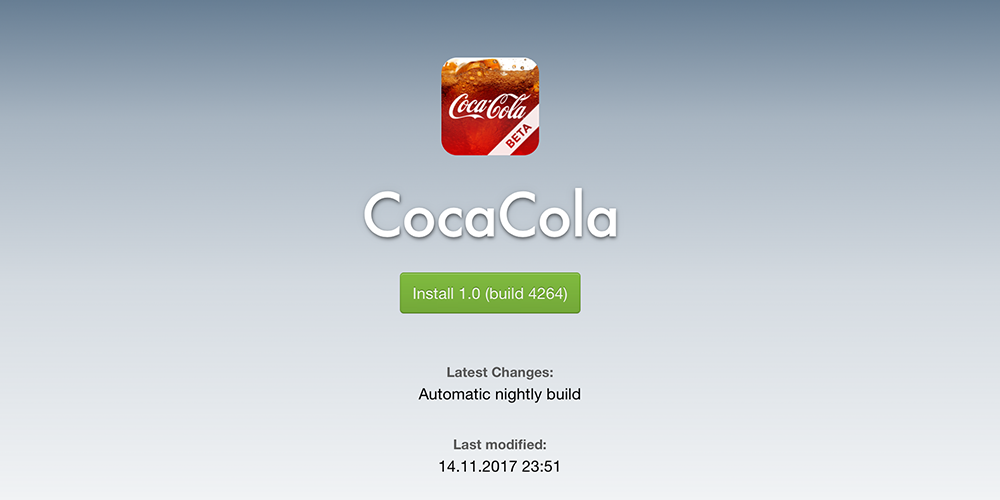 Coca-Cola
BETA
CocaCola
Install 1.0 (build 4264)
Latest Changes:
Automatic nightly build
Last modified:
14.11.2017 23:51